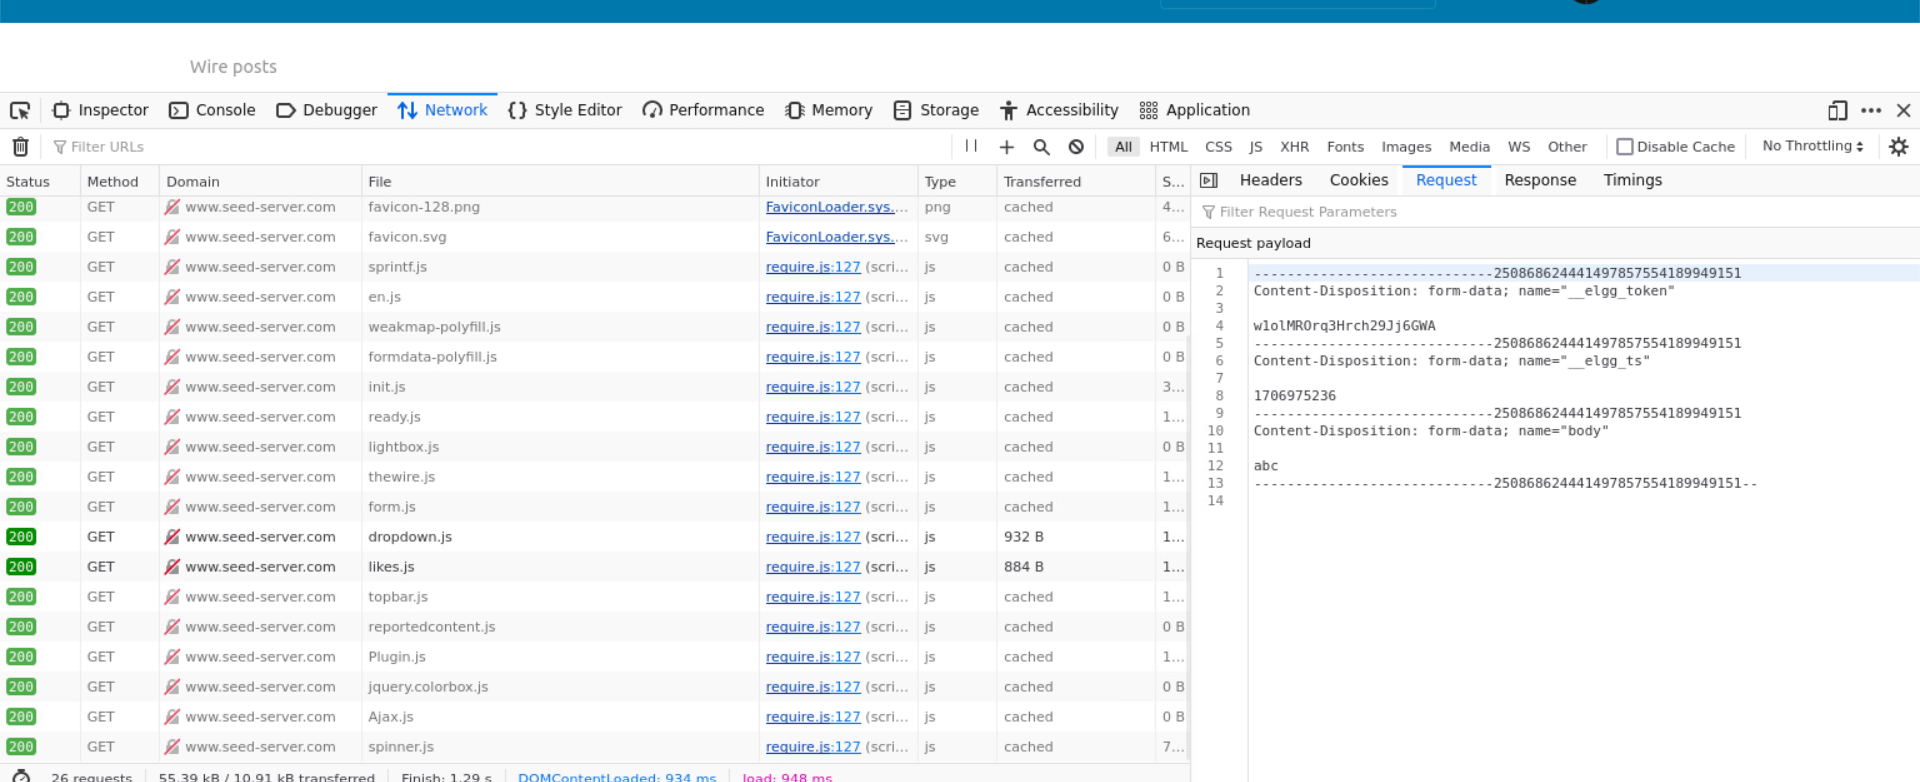 Wire posts
Inspector Console Debugger Network Style Editor Performance Memory Storage Accessibility Application
Filter URLs All HTML CSS JS XHR Fonts Images Media WS Other Disable Cache No Throttling
Status Method Domain File Initiator Type Transferred S...
200 GET www.seed-server.com favicon-128.png FaviconLoader.sys.... png cached 4...
200 GET www.seed-server.com favicon.svg FaviconLoader.sys.... svg cached 6...
200 GET www.seed-server.com sprintf.js require.js:127 (scri... js cached 0 B
200 GET www.seed-server.com en.js require.js:127 (scri... js cached 0 B
200 GET www.seed-server.com weakmap-polyfill.js require.js:127 (scri... js cached 0 B
200 GET www.seed-server.com formdata-polyfill.js require.js:127 (scri... js cached 0 B
200 GET www.seed-server.com init.js require.js:127 (scri... js cached 3...
200 GET www.seed-server.com ready.js require.js:127 (scri... js cached 1...
200 GET www.seed-server.com lightbox.js require.js:127 (scri... js cached 0 B
200 GET www.seed-server.com thewire.js require.js:127 (scri... js cached 1...
200 GET www.seed-server.com form.js require.js:127 (scri... js cached 1...
200 GET www.seed-server.com dropdown.js require.js:127 (scri... js 932 B 1...
200 GET www.seed-server.com likes.js require.js:127 (scri... js 884 B 1...
200 GET www.seed-server.com topbar.js require.js:127 (scri... js cached 1...
200 GET www.seed-server.com reportedcontent.js require.js:127 (scri... js cached 0 B
200 GET www.seed-server.com Plugin.js require.js:127 (scri... js cached 1...
200 GET www.seed-server.com jquery.colorbox.js require.js:127 (scri... js cached 0 B
200 GET www.seed-server.com Ajax.js require.js:127 (scri... js cached 0 B
200 GET www.seed-server.com spinner.js require.js:127 (scri... js cached 7...
26 requests 55.39 kB / 10.91 kB transferred Finish: 1.29 s DOMContentLoaded: 934 ms load: 948 ms
Headers Cookies Request Response Timings
Filter Request Parameters
Request payload
1 -----------------------------250868624441497857554189949151
2 Content-Disposition: form-data; name="__elgg_token"
3
4 w1olMROrq3Hrch29Jj6GWA
5 -----------------------------250868624441497857554189949151
6 Content-Disposition: form-data; name="__elgg_ts"
7
8 1706975236
9 -----------------------------250868624441497857554189949151
10 Content-Disposition: form-data; name="body"
11
12 abc
13 -----------------------------250868624441497857554189949151--
14